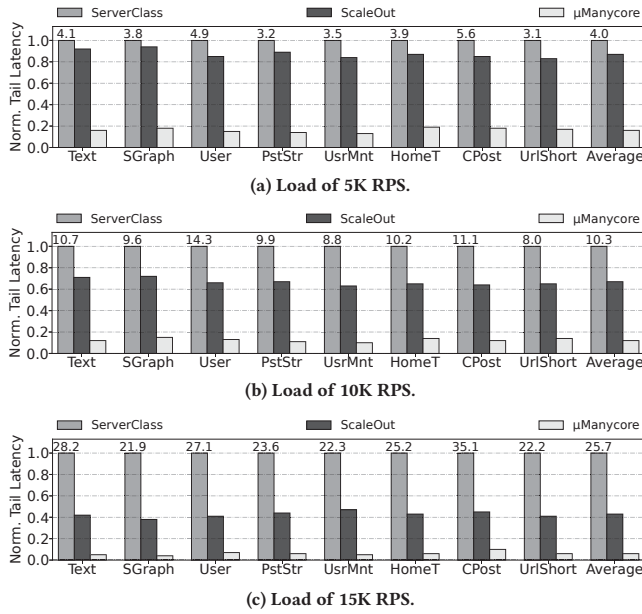 ServerClass ScaleOut μManycore
4.1 3.8 4.9 3.2 3.5 3.9 5.6 3.1 4.0
Norm. Tail Latency
1.0
0.8
0.6
0.4
0.2
0.0
Text SGraph User PstStr UsrMnt HomeT CPost UrlShort Average
(a) Load of 5K RPS.
ServerClass ScaleOut μManycore
10.7 9.6 14.3 9.9 8.8 10.2 11.1 8.0 10.3
Norm. Tail Latency
1.0
0.8
0.6
0.4
0.2
0.0
Text SGraph User PstStr UsrMnt HomeT CPost UrlShort Average
(b) Load of 10K RPS.
ServerClass ScaleOut μManycore
28.2 21.9 27.1 23.6 22.3 25.2 35.1 22.2 25.7
Norm. Tail Latency
1.0
0.8
0.6
0.4
0.2
0.0
Text SGraph User PstStr UsrMnt HomeT CPost UrlShort Average
(c) Load of 15K RPS.